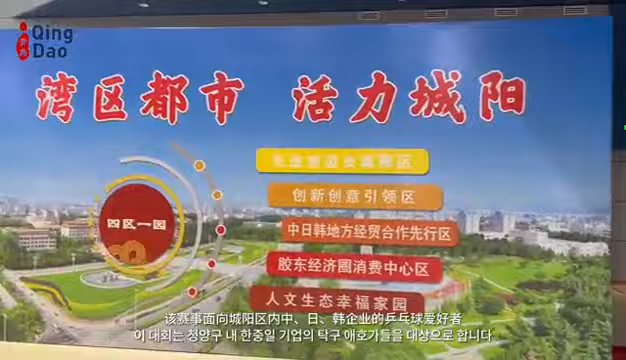 Qing
Dao
湾区都市 活力城阳
四区一园
创新创意引领区
中日韩地方经贸合作先行区
胶东经济圈消费中心区
人文生态幸福家园
该赛事面向城阳区内中、日、韩企业的乒乓球爱好者
이 대회는 청양구 내 한중일 기업의 탁구 애호가들을 대상으로 합니다